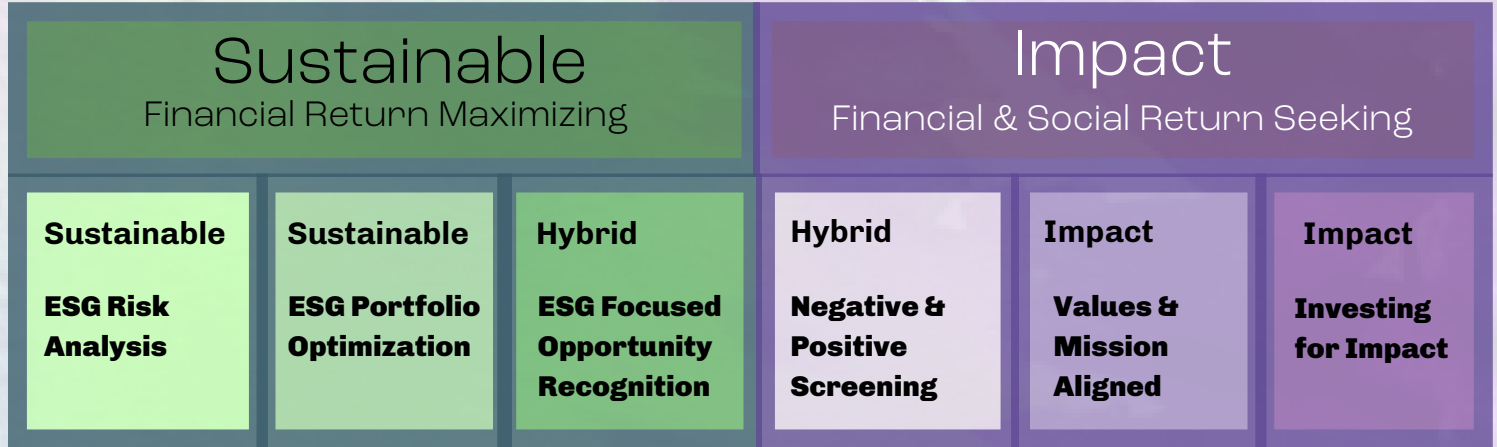 Sustainable
Financial Return Maximizing
Impact
Financial & Social Return Seeking
Sustainable
ESG Risk
Analysis
Sustainable
ESG Portfolio
Optimization
Hybrid
ESG Focused
Opportunity
Recognition
Hybrid
Negative &
Positive
Screening
Impact
Values &
Mission
Aligned
Impact
Investing
for Impact